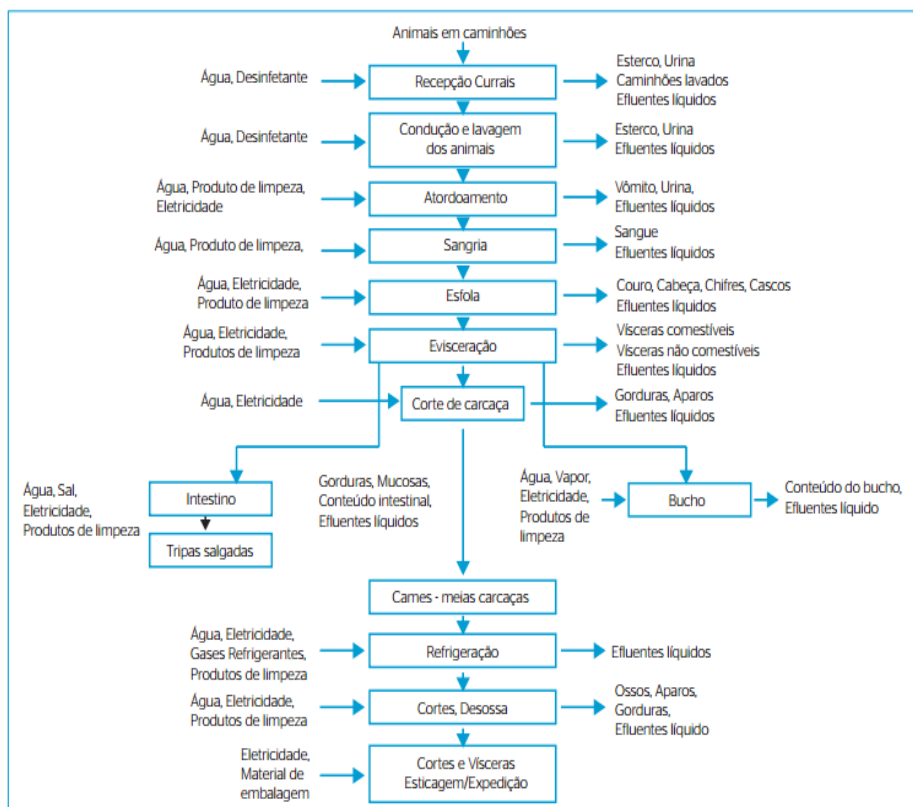 Animais em caminhões
Água, Desinfetante
Recepção Currais
Esterco, Urina
Caminhões lavados
Efluentes líquidos
Água, Desinfetante
Condução e lavagem
dos animais
Esterco, Urina
Efluentes líquidos
Água, Produto de limpeza,
Eletricidade
Atordoamento
Vômito, Urina,
Efluentes líquidos
Água, Produto de limpeza,
Sangria
Sangue
Efluentes líquidos
Água, Eletricidade,
Produto de limpeza
Esfola
Couro, Cabeça, Chifres, Cascos
Efluentes líquidos
Água, Eletricidade,
Produtos de limpeza
Evisceração
Vísceras comestíveis
Vísceras não comestíveis
Efluentes líquidos
Água, Eletricidade
Corte de carcaça
Gorduras, Aparos
Efluentes líquidos
Água, Sal,
Eletricidade,
Produtos de limpeza
Intestino
Tripas salgadas
Gorduras, Mucosas,
Conteúdo intestinal,
Efluentes líquidos
Água, Vapor,
Eletricidade,
Produtos de
limpeza
Bucho
Conteúdo do bucho,
Efluentes líquido
Carnes - meias carcaças
Água, Eletricidade,
Gases Refrigerantes,
Produtos de limpeza
Refrigeração
Efluentes líquidos
Água, Eletricidade,
Produtos de limpeza
Cortes, Desossa
Ossos, Aparos,
Gorduras,
Efluentes líquido
Eletricidade,
Material de
embalagem
Cortes e Vísceras
Esticagem/Expedição